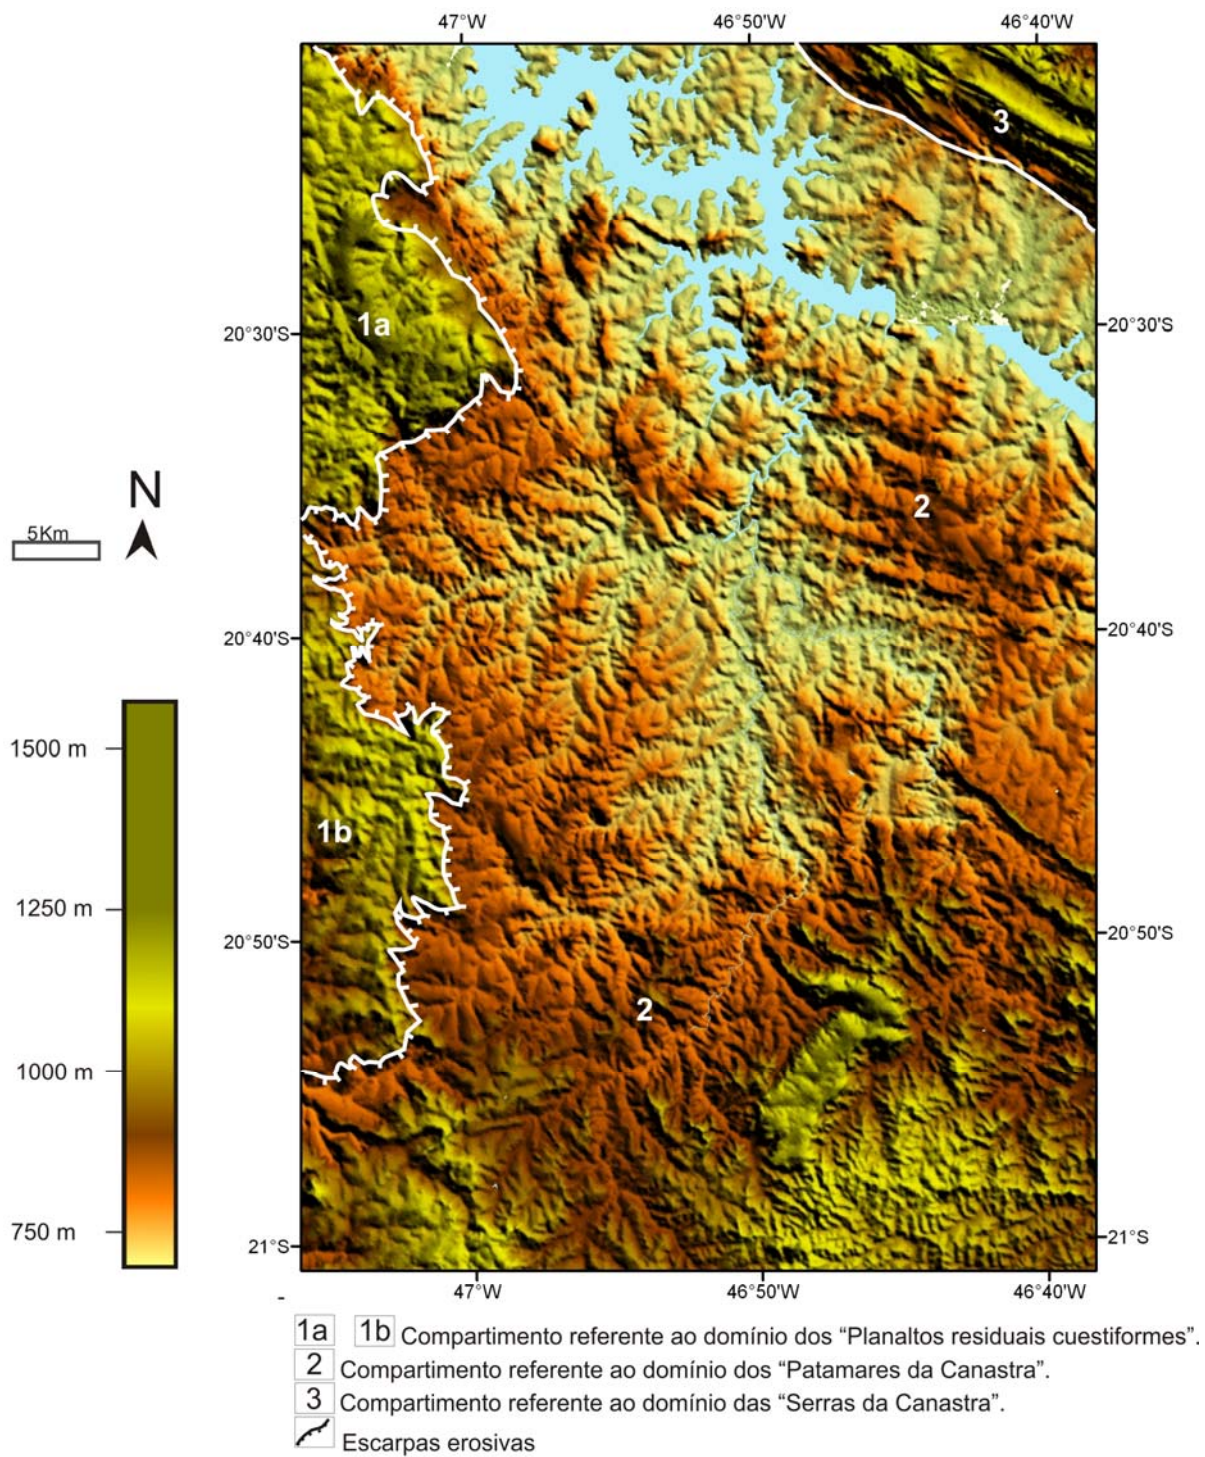 47°W 46°50'W 46°40'W
3
1a
20°30'S 20°30'S
N
5Km
2
20°40'S 20°40'S
1500 m
1b
1250 m
20°50'S 20°50'S
2
1000 m
750 m
21°S 21°S
47°W 46°50'W 46°40'W
1a 1b Compartimento referente ao domínio dos “Planaltos residuais cuestiformes”.
2 Compartimento referente ao domínio dos “Patamares da Canastra”.
3 Compartimento referente ao domínio das “Serras da Canastra”.
Escarpas erosivas